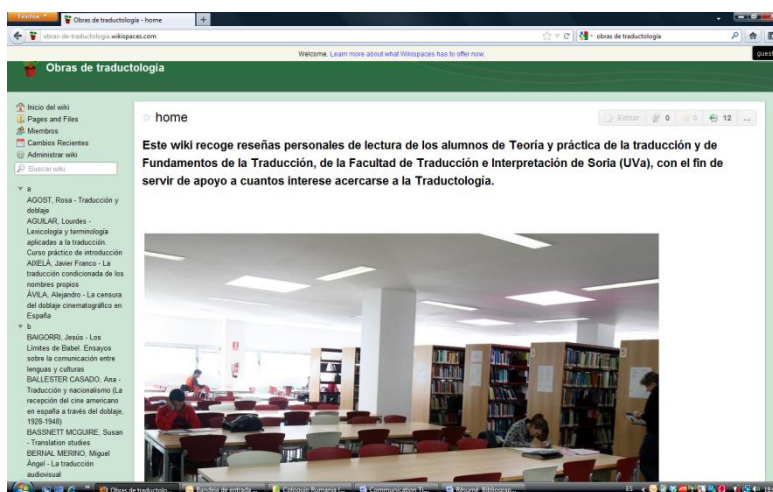 Firefox
Obras de traductología - home
+
obras-de-traductologia.wikispaces.com
obras de traductología
Welcome. Learn more about what Wikispaces has to offer now.
guest
Obras de traductología
Inicio del wiki
Pages and Files
Miembros
Cambios Recientes
Administrar wiki
Buscar wiki
home
Editar
0
0
12
...
Este wiki recoge reseñas personales de lectura de los alumnos de Teoría y práctica de la traducción y de
Fundamentos de la Traducción, de la Facultad de Traducción e Interpretación de Soria (UVa), con el fin de
servir de apoyo a cuantos interese acercarse a la Traductología.
a
AGOST, Rosa - Traducción y
doblaje
AGUILAR, Lourdes -
Lexicología y terminología
aplicadas a la traducción.
Curso práctico de introducción
AIXELÁ, Javier Franco - La
traducción condicionada de los
nombres propios
ÁVILA, Alejandro - La censura
del doblaje cinematográfico en
España
b
BAIGORRI, Jesús - Los
Límites de Babel. Ensayos
sobre la comunicación entre
lenguas y culturas
BALLESTER CASADO, Ana -
Traducción y nacionalismo (La
recepción del cine americano
en españa a través del doblaje,
1928-1948)
BASSNETT MCGUIRE, Susan
- Translation studies
BERNAL MERINO, Miguel
Ángel - La traducción
audiovisual
Obras de traductolo...
Bandeja de entrada ...
Coloquio Rumania (...
Communication Ti...
Résumé_Bibliograp...
ES